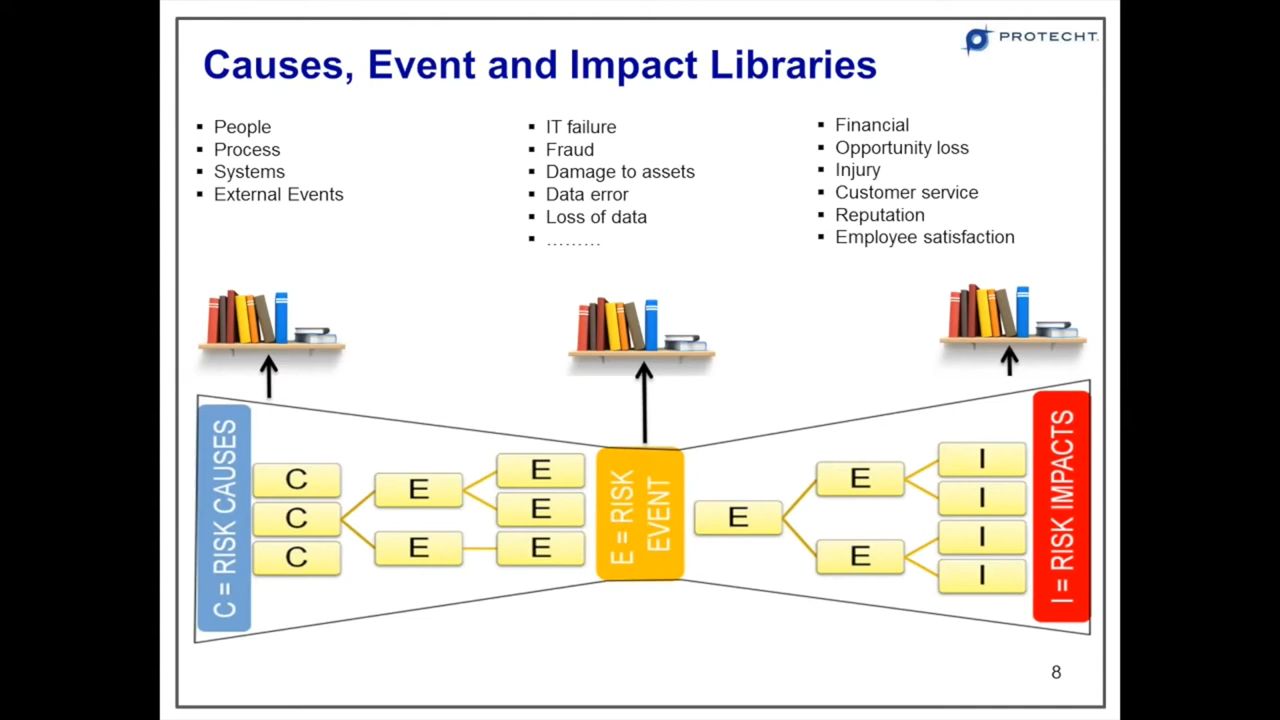 PROTECHT
Causes, Event and Impact Libraries
▪ People
▪ Process
▪ Systems
▪ External Events
▪ IT failure
▪ Fraud
▪ Damage to assets
▪ Data error
▪ Loss of data
▪ .........
▪ Financial
▪ Opportunity loss
▪ Injury
▪ Customer service
▪ Reputation
▪ Employee satisfaction
C = RISK CAUSES
C
C
C
E
E
E
E
E
E = RISK
EVENT
E
E
E
I
I
I
I
I = RISK IMPACTS
8